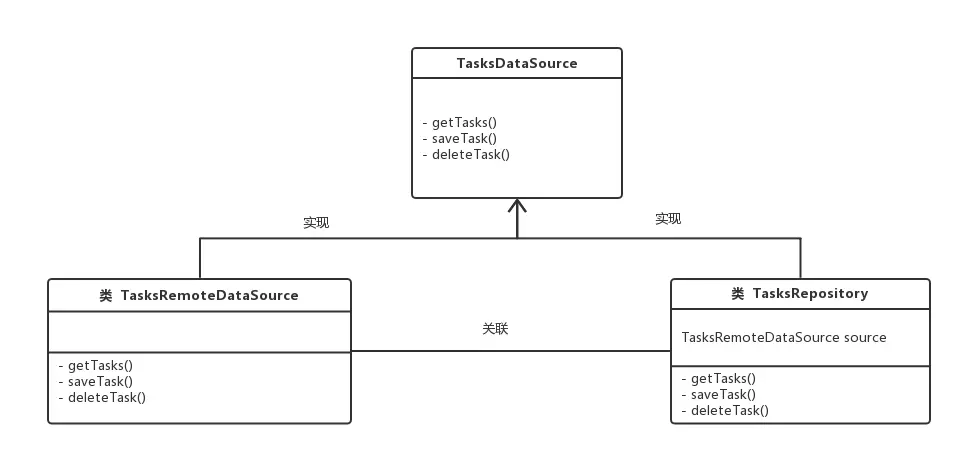 TasksDataSource
- getTasks()
- saveTask()
- deleteTask()
实现
实现
类 TasksRemoteDataSource
类 TasksRepository
关联
TasksRemoteDataSource source
- getTasks()
- saveTask()
- deleteTask()
- getTasks()
- saveTask()
- deleteTask()